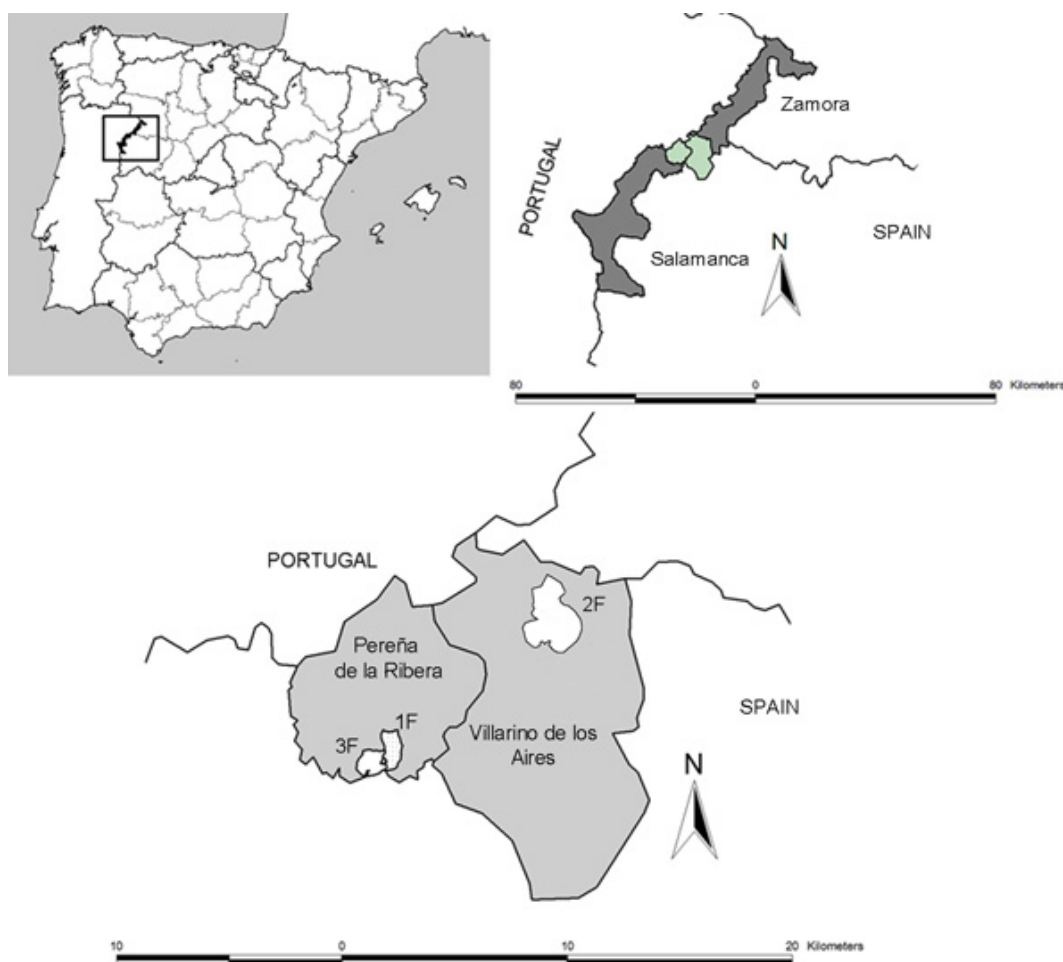 Zamora
PORTUGAL
SPAIN
N
Salamanca
80 0 80 Kilometers
PORTUGAL
2F
Pereña
de la Ribera
SPAIN
1F
3F
Villarino de los
Aires
N
10 0 10 20 Kilometers